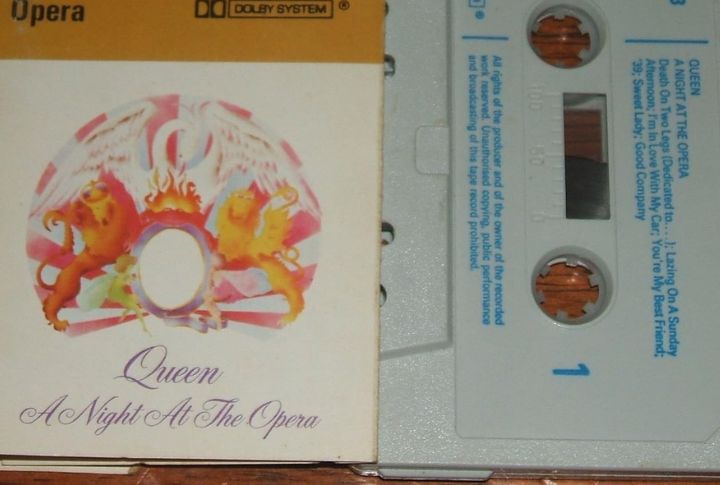 Opera
DOLBY SYSTEM ®
Queen
A Night At The Opera
QUEEN
A NIGHT AT THE OPERA
Death On Two Legs (Dedicated to....); Lazing On A Sunday
Afternoon; I'm In Love With My Car; You're My Best Friend;
'39; Sweet Lady; Good Company
100 50 0
1
All rights of the producer and of the owner of the recorded
work reserved. Unauthorised copying, public performance
and broadcasting of this tape record prohibited.